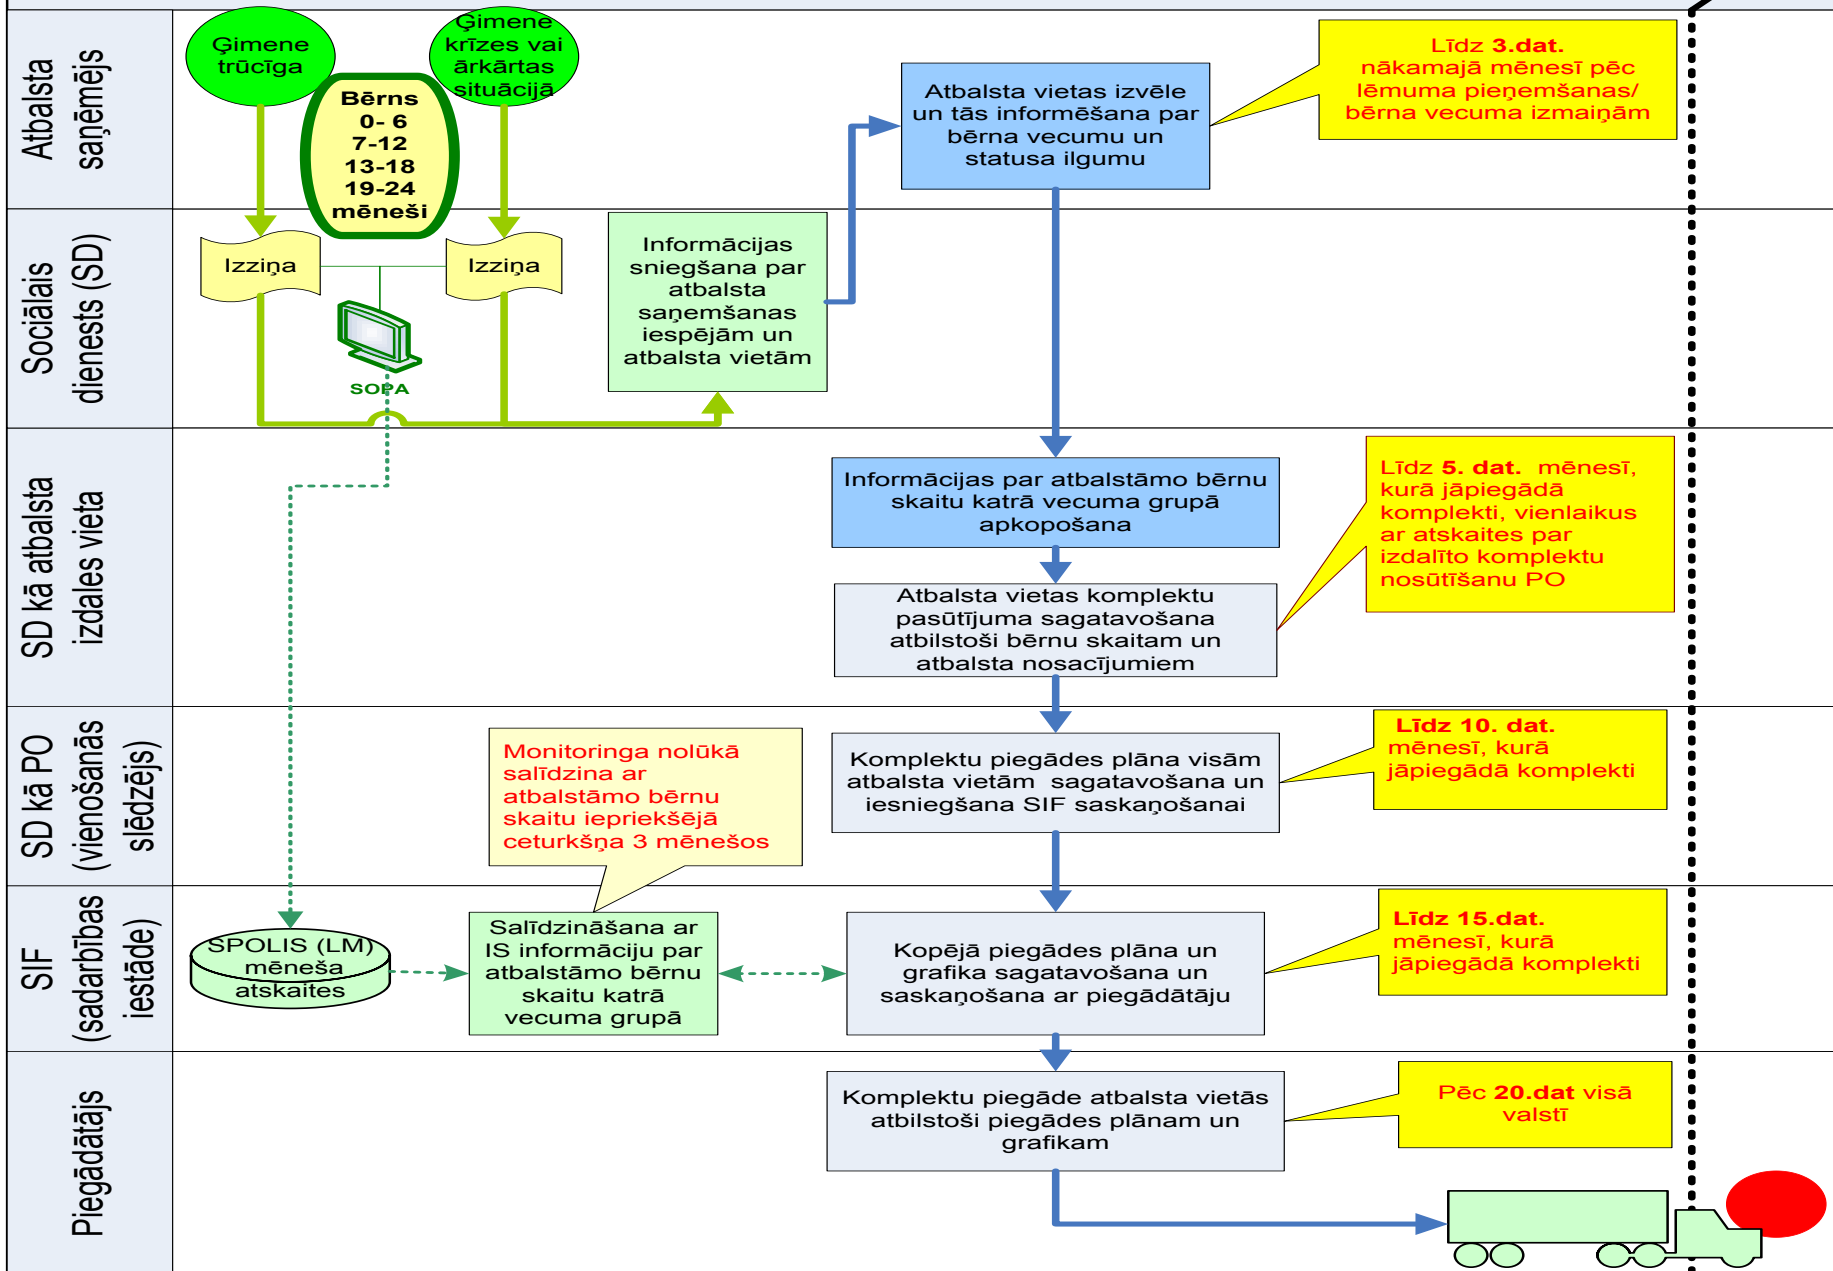 Atbalsta
saņēmējs
Ģimene
trūcīga
Ģimene
krīzes vai
ārkārtas
situācijā
Bērns
0- 6
7-12
13-18
19-24
mēneši
Atbalsta vietas izvēle
un tās informēšana par
bērna vecumu un
statusa ilgumu
Līdz 3.dat.
nākamajā mēnesī pēc
lēmuma pieņemšanas/
bērna vecuma izmaiņām
Sociālais
dienests (SD)
Izziņa
Izziņa
SOPA
Informācijas
sniegšana par
atbalsta
saņemšanas
iespējām un
atbalsta vietām
SD kā atbalsta
izdales vieta
Informācijas par atbalstāmo bērnu
skaitu katrā vecuma grupā
apkopošana
Atbalsta vietas komplektu
pasūtījuma sagatavošana
atbilstoši bērnu skaitam un
atbalsta nosacījumiem
Līdz 5. dat. mēnesī,
kurā jāpiegādā
komplekti, vienlaikus
ar atskaites par
izdalīto komplektu
nosūtīšanu PO
SD kā PO
(vienošanās
slēdzējs)
Monitoringa nolūkā
salīdzina ar
atbalstāmo bērnu
skaitu iepriekšējā
ceturkšņa 3 mēnešos
Komplektu piegādes plāna visām
atbalsta vietām sagatavošana un
iesniegšana SIF saskaņošanai
Līdz 10. dat.
mēnesī, kurā
jāpiegādā komplekti
SIF
(sadarbības
iestāde)
SPOLIS (LM)
mēneša
atskaites
Salīdzināšana ar
IS informāciju par
atbalstāmo bērnu
skaitu katrā
vecuma grupā
Kopējā piegādes plāna un
grafika sagatavošana un
saskaņošana ar piegādātāju
Līdz 15.dat.
mēnesī, kurā
jāpiegādā komplekti
Piegādātājs
Komplektu piegāde atbalsta vietās
atbilstoši piegādes plānam un
grafikam
Pēc 20.dat visā
valstī